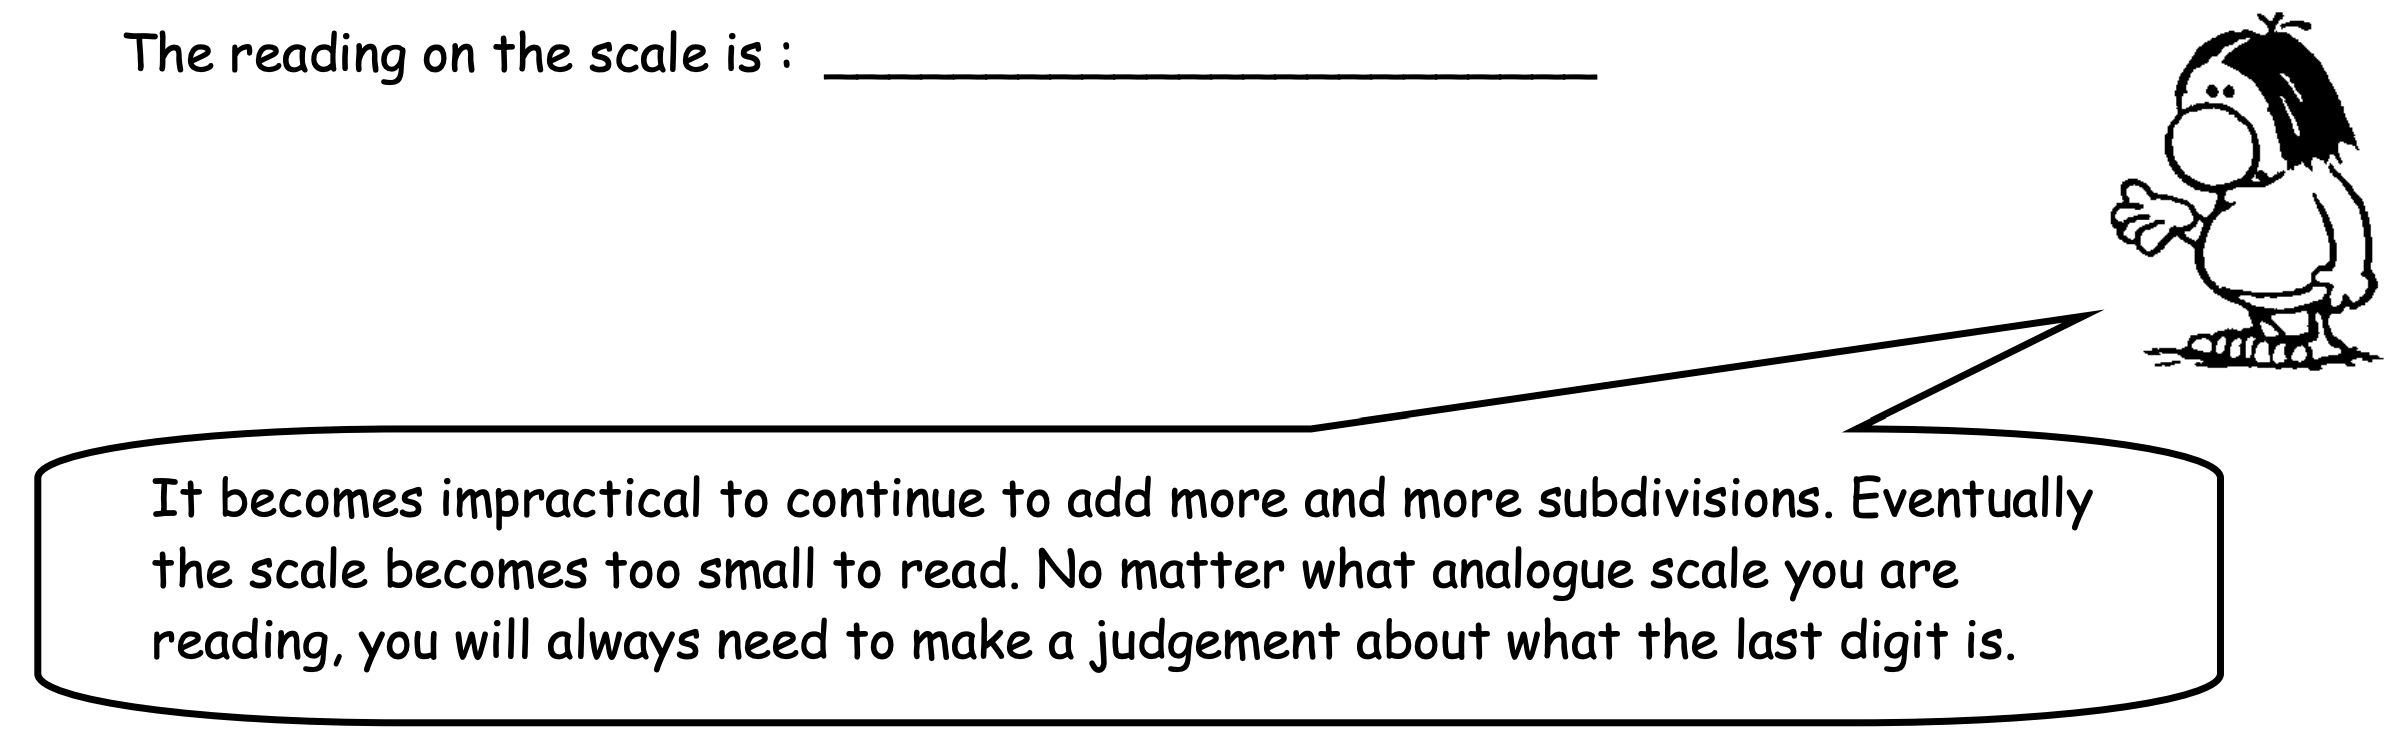 The reading on the scale is : ________________________
It becomes impractical to continue to add more and more subdivisions. Eventually
the scale becomes too small to read. No matter what analogue scale you are
reading, you will always need to make a judgement about what the last digit is.